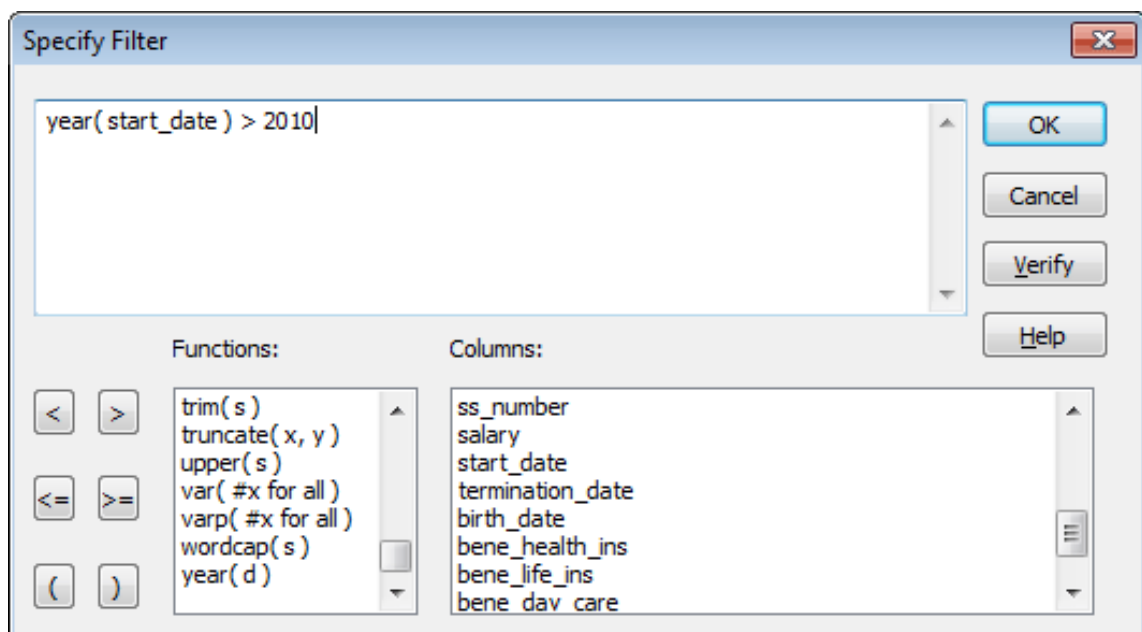 Specify Filter
year( start_date ) > 2010
OK
Cancel
Verify
Help
Functions:
Columns:
< >
<= >=
( )
trim( s )
truncate( x, y )
upper( s )
var( #x for all )
varp( #x for all )
wordcap( s )
year( d )
ss_number
salary
start_date
termination_date
birth_date
bene_health_ins
bene_life_ins
bene_day_care